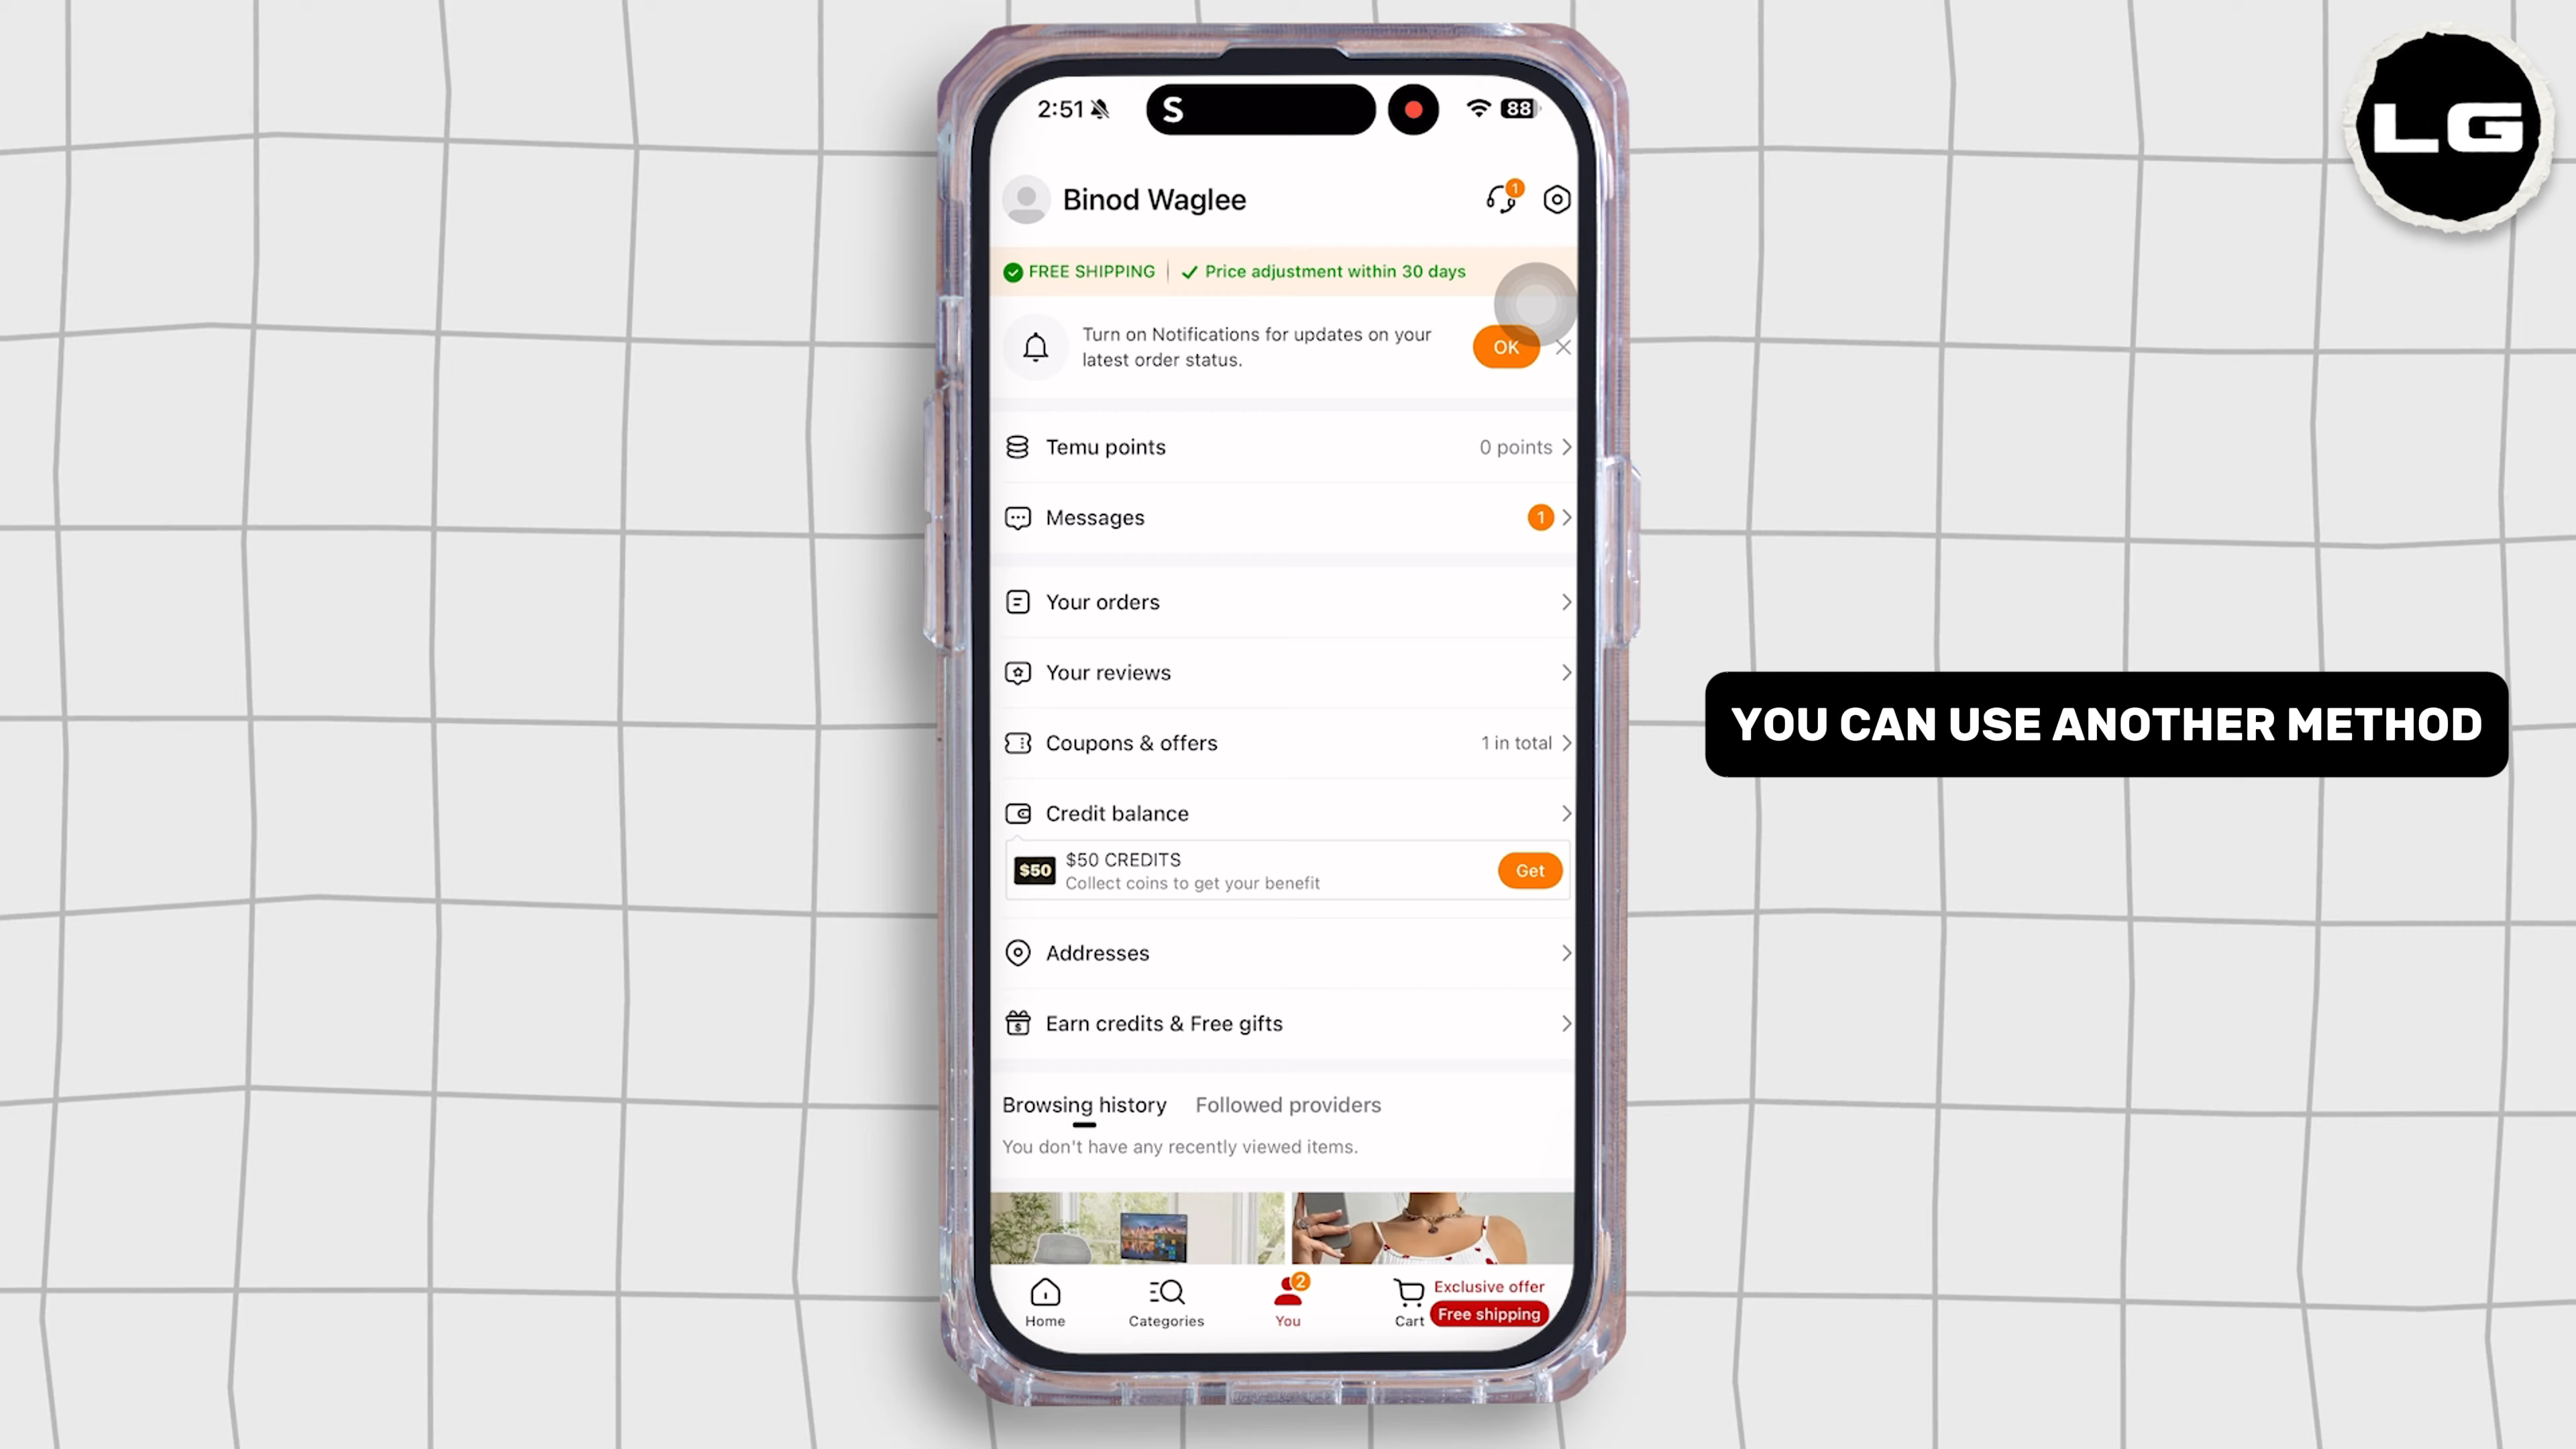 LG
2:51
S
88
Binod Waglee
1
FREE SHIPPING
Price adjustment within 30 days
Turn on Notifications for updates on your
latest order status.
OK
Temu points
0 points
Messages
1
Your orders
Your reviews
Coupons & offers
1 in total
Credit balance
$50
$50 CREDITS
Collect coins to get your benefit
Get
Addresses
Earn credits & Free gifts
Browsing history
Followed providers
You don't have any recently viewed items.
Home
Categories
2
You
Cart
Exclusive offer
Free shipping
YOU CAN USE ANOTHER METHOD